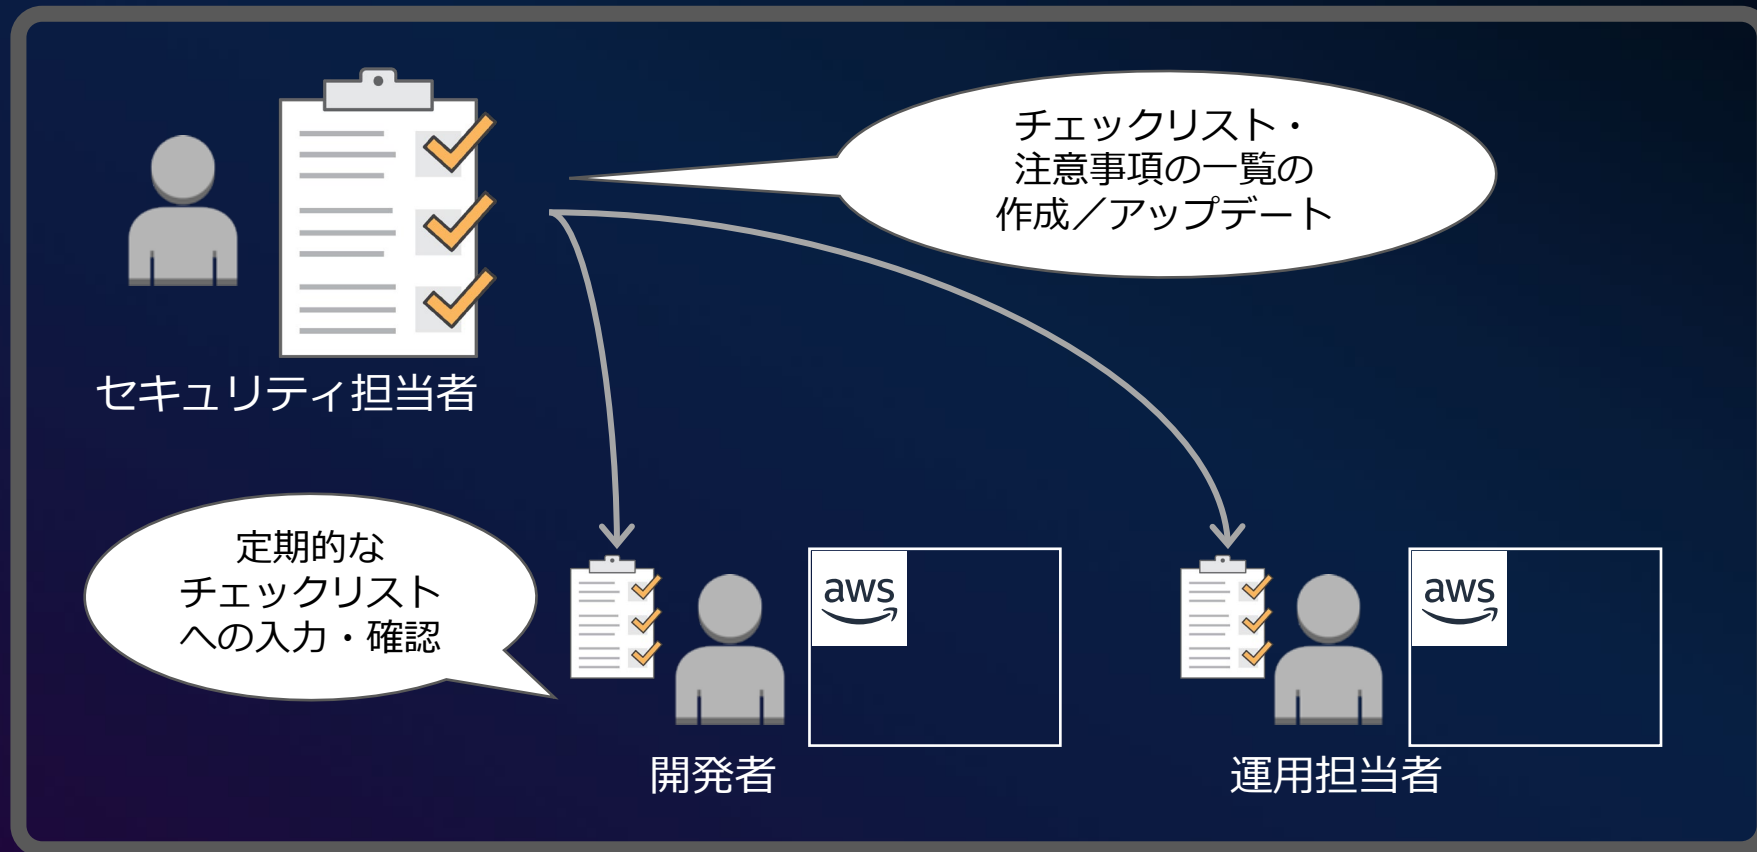 チェックリスト・
注意事項の一覧の
作成／アップデート
セキュリティ担当者
定期的な
チェックリスト
への入力・確認
aws
aws
開発者
運用担当者